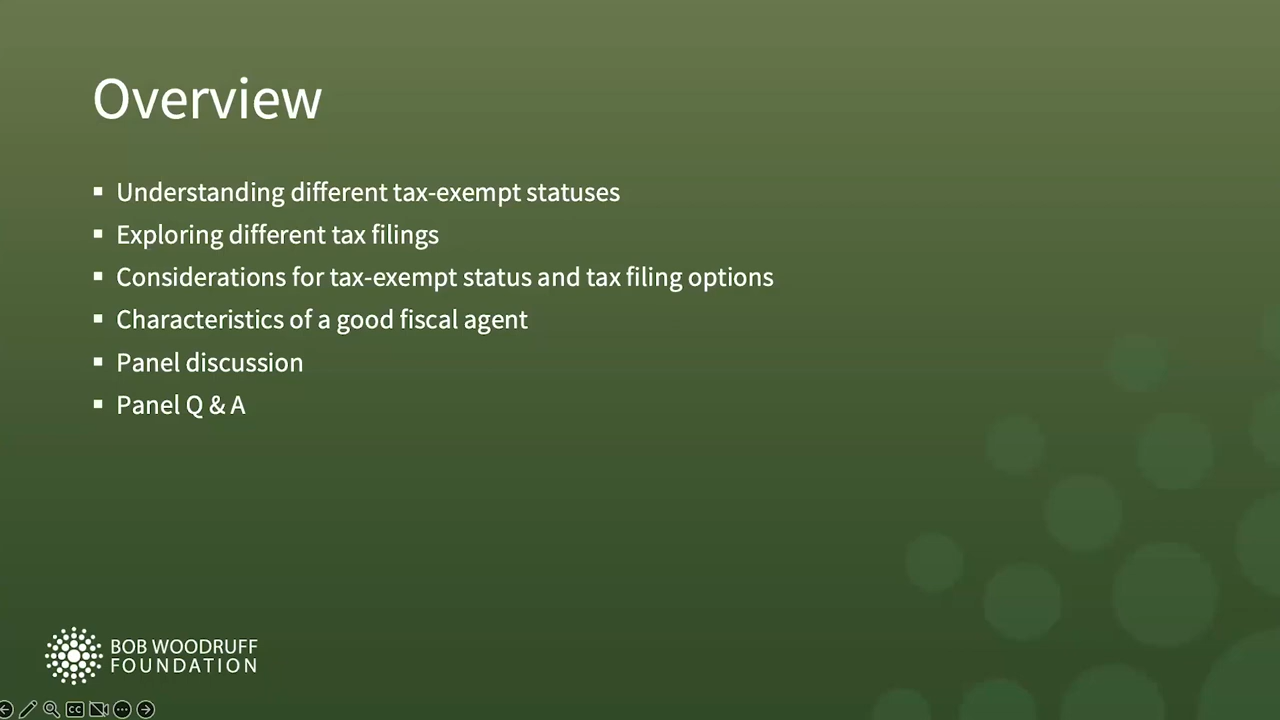 Overview
▪ Understanding different tax-exempt statuses
▪ Exploring different tax filings
▪ Considerations for tax-exempt status and tax filing options
▪ Characteristics of a good fiscal agent
▪ Panel discussion
▪ Panel Q & A
BOB WOODRUFF
FOUNDATION
CC